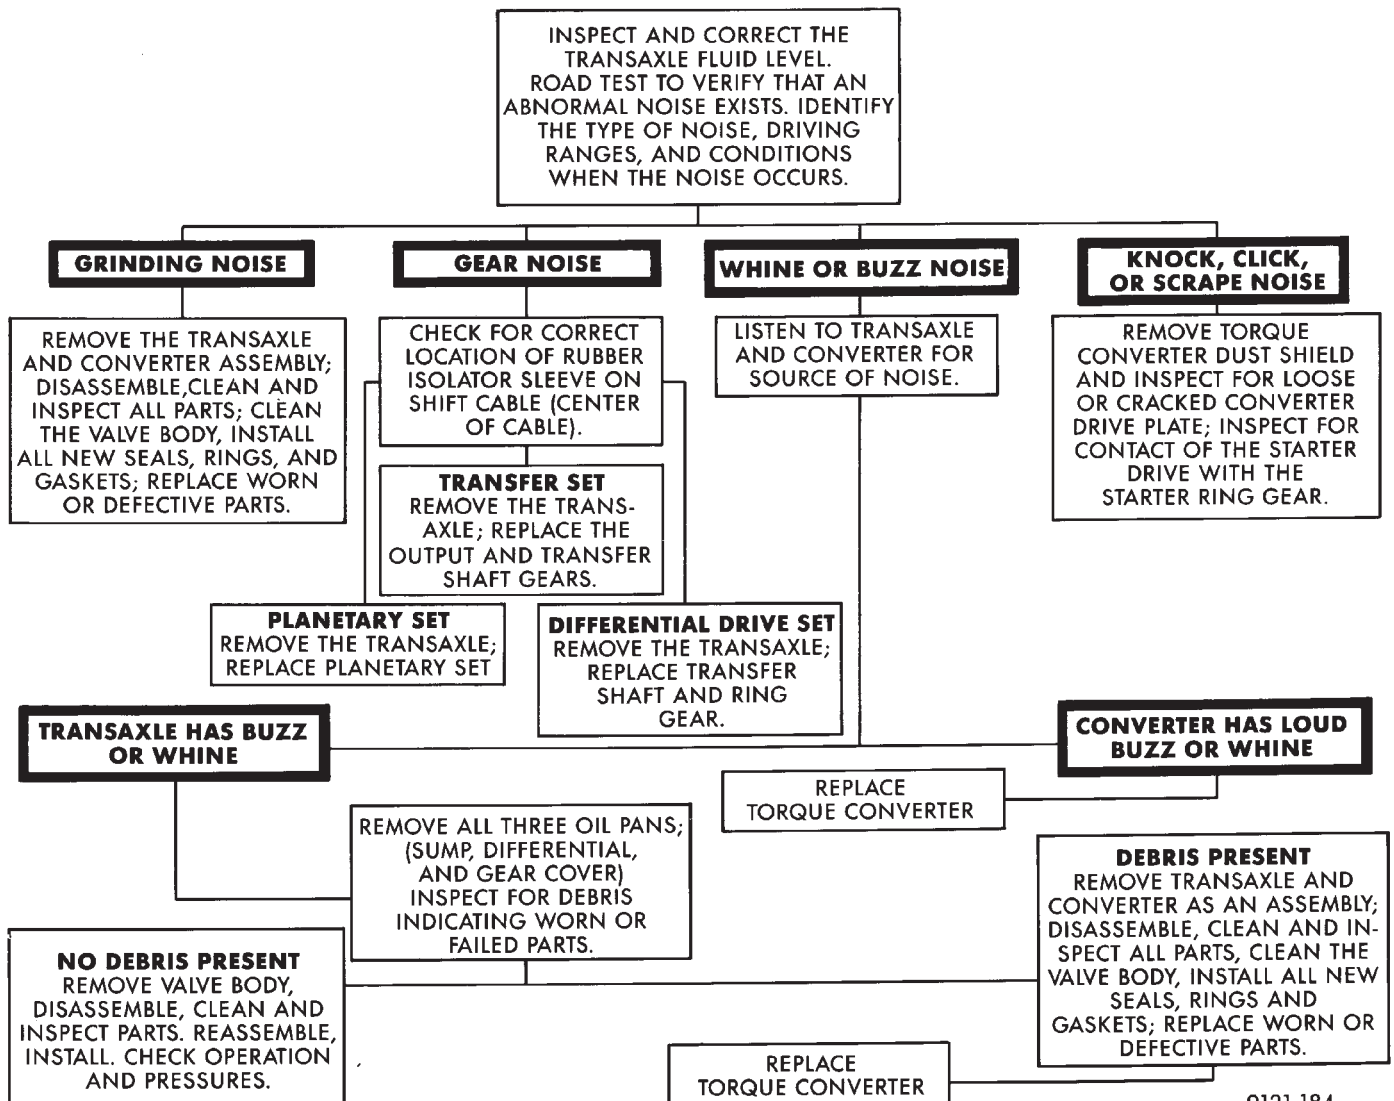 INSPECT AND CORRECT THE
TRANSAXLE FLUID LEVEL.
ROAD TEST TO VERIFY THAT AN
ABNORMAL NOISE EXISTS. IDENTIFY
THE TYPE OF NOISE, DRIVING
RANGES, AND CONDITIONS
WHEN THE NOISE OCCURS.
GRINDING NOISE
REMOVE THE TRANSAXLE
AND CONVERTER ASSEMBLY;
DISASSEMBLE,CLEAN AND
INSPECT ALL PARTS; CLEAN
THE VALVE BODY, INSTALL
ALL NEW SEALS, RINGS, AND
GASKETS; REPLACE WORN
OR DEFECTIVE PARTS.
GEAR NOISE
CHECK FOR CORRECT
LOCATION OF RUBBER
ISOLATOR SLEEVE ON
SHIFT CABLE (CENTER
OF CABLE).
TRANSFER SET
REMOVE THE TRANS-
AXLE; REPLACE THE
OUTPUT AND TRANSFER
SHAFT GEARS.
PLANETARY SET
REMOVE THE TRANSAXLE;
REPLACE PLANETARY SET
DIFFERENTIAL DRIVE SET
REMOVE THE TRANSAXLE;
REPLACE TRANSFER
SHAFT AND RING
GEAR.
WHINE OR BUZZ NOISE
LISTEN TO TRANSAXLE
AND CONVERTER FOR
SOURCE OF NOISE.
KNOCK, CLICK,
OR SCRAPE NOISE
REMOVE TORQUE
CONVERTER DUST SHIELD
AND INSPECT FOR LOOSE
OR CRACKED CONVERTER
DRIVE PLATE; INSPECT FOR
CONTACT OF THE STARTER
DRIVE WITH THE
STARTER RING GEAR.
TRANSAXLE HAS BUZZ
OR WHINE
CONVERTER HAS LOUD
BUZZ OR WHINE
REPLACE
TORQUE CONVERTER
REMOVE ALL THREE OIL PANS;
(SUMP, DIFFERENTIAL,
AND GEAR COVER)
INSPECT FOR DEBRIS
INDICATING WORN OR
FAILED PARTS.
NO DEBRIS PRESENT
REMOVE VALVE BODY,
DISASSEMBLE, CLEAN AND
INSPECT PARTS. REASSEMBLE,
INSTALL. CHECK OPERATION
AND PRESSURES.
DEBRIS PRESENT
REMOVE TRANSAXLE AND
CONVERTER AS AN ASSEMBLY;
DISASSEMBLE, CLEAN AND IN-
SPECT ALL PARTS, CLEAN THE
VALVE BODY, INSTALL ALL NEW
SEALS, RINGS AND
GASKETS; REPLACE WORN OR
DEFECTIVE PARTS.
REPLACE
TORQUE CONVERTER